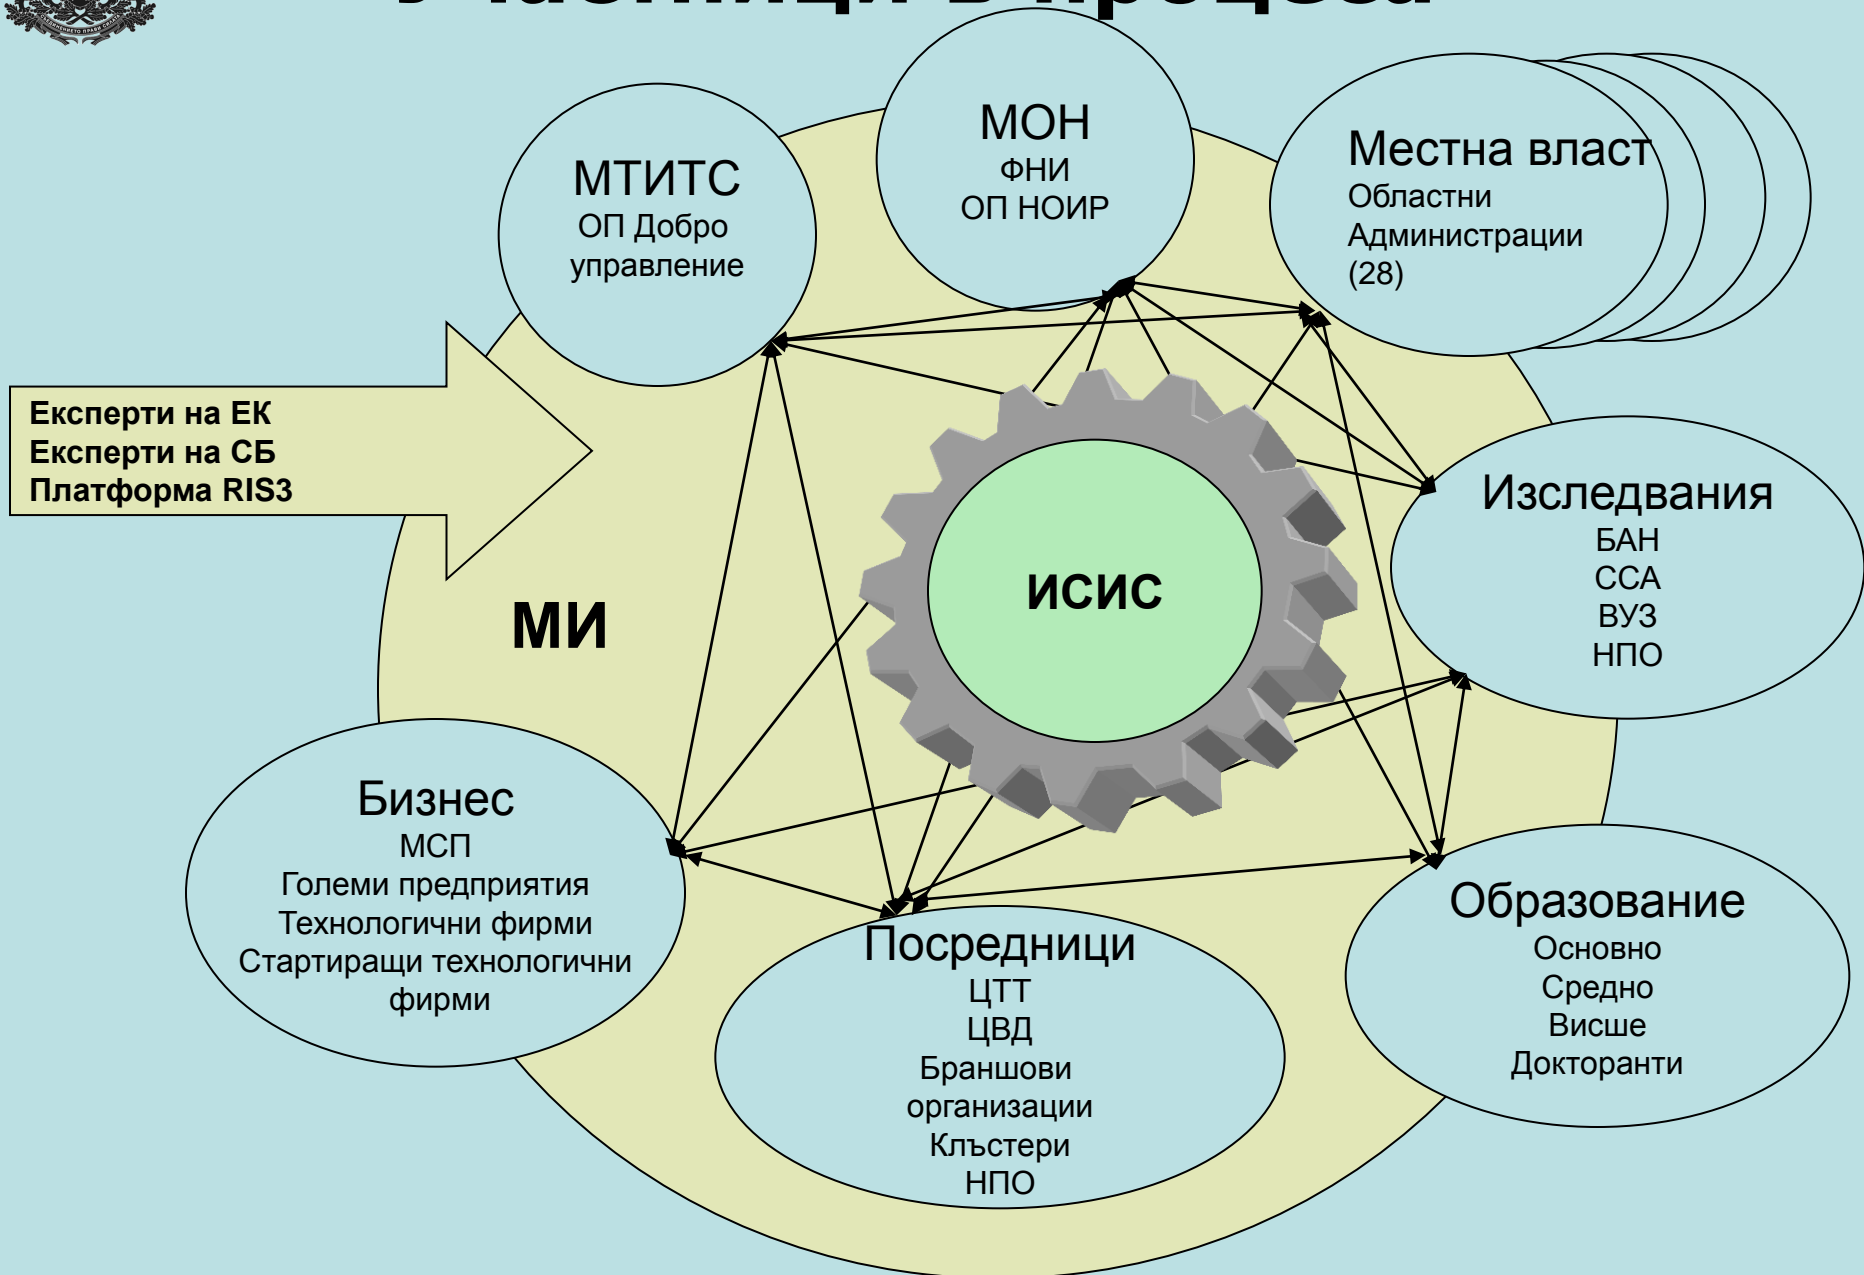 Участници в процеса
МОН
ФНИ
ОП НОИР
МТИТС
ОП Добро
управление
Местна власт
Областни
Администрации
(28)
Експерти на ЕК
Експерти на СБ
Платформа RIS3
МИ
ИСИС
Изследвания
БАН
ССА
ВУЗ
НПО
Бизнес
МСП
Големи предприятия
Технологични фирми
Стартиращи технологични
фирми
Посредници
ЦТТ
ЦВД
Браншови
организации
Клъстери
НПО
Образование
Основно
Средно
Висше
Докторанти